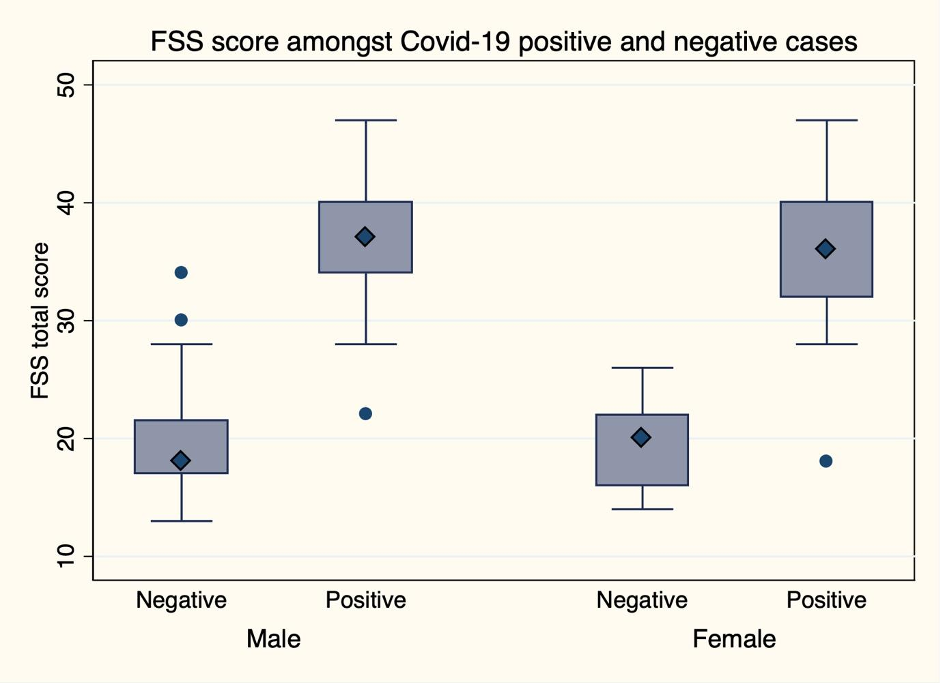 FSS score amongst Covid-19 positive and negative cases
FSS total score
50
40
30
20
10
Negative Positive Negative Positive
Male Female